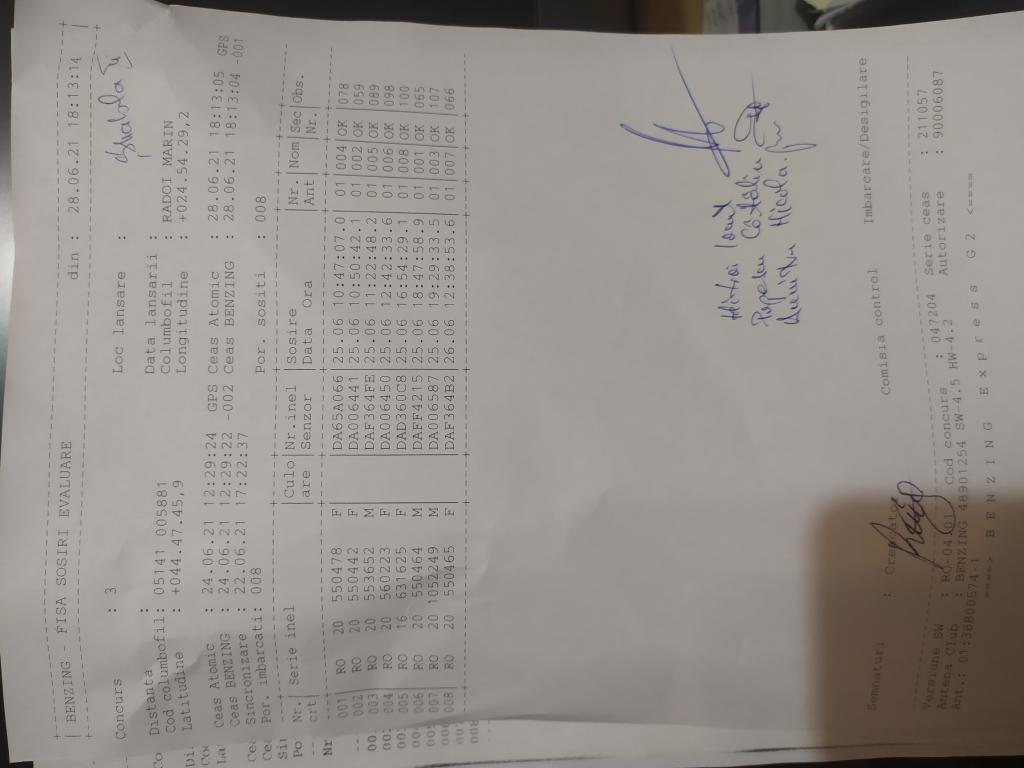 | BENZING - FISA SOSIRI EVALUARE din : 28.06.21 18:13:14 |
Concurs : 3 Loc lansare :
Distanta : Data lansarii :
Cod columbofil: 05141 005881 Columbofil : RADOI MARIN
Latitudine : +044.47.45,9 Longitudine : +024.54.29,2
GPS GPS
Ceas Atomic : 24.06.21 12:29:24 Ceas Atomic : 28.06.21 18:13:05
Ceas BENZING : 24.06.21 12:29:22 -002 Ceas BENZING : 28.06.21 18:13:04 -001
Sincronizare : 22.06.21 17:22:37
Por. imbarcati: 008 Por. sositi : 008
Nr.| Serie inel |Culo|Nr.inel |Sosire |Nr.|Nom|Sec|Obs.
crt| |are |Senzor |Data Ora |Ant| |Nr.|
001| RO 20 550478 F | |DA65A066|25.06 10:47:07.0|01 |004|OK |078
002| RO 20 550442 F | |DA006441|25.06 10:50:42.1|01 |002|OK |059
003| RO 20 553652 M | |DAF364FE|25.06 11:22:48.2|01 |005|OK |089
004| RO 20 560223 F | |DA006450|25.06 12:42:33.6|01 |006|OK |098
005| RO 16 631625 F | |DAD360C8|25.06 16:54:29.1|01 |008|OK |100
006| RO 20 550464 M | |DAFF4215|25.06 18:47:58.9|01 |001|OK |065
007| RO 20 1052249 M | |DA006587|26.06 12:29:33.5|01 |003|OK |107
008| RO 20 550465 F | |DAF364B2|26.06 12:38:53.6|01 |007|OK |066
Nicola
Semnaturi : Crescator Comisia control Imbarcare/Desigilare
Versiune SW : RO-04.01 Cod concurs : 047204 Serie ceas : 211057
Antena Club : BENZING 48901254 SW-4.5 HW-4.2 Autorizare : 90006087
Ant.: 01:38800574-1
====> B E N Z I N G E x p r e s s G 2 <====